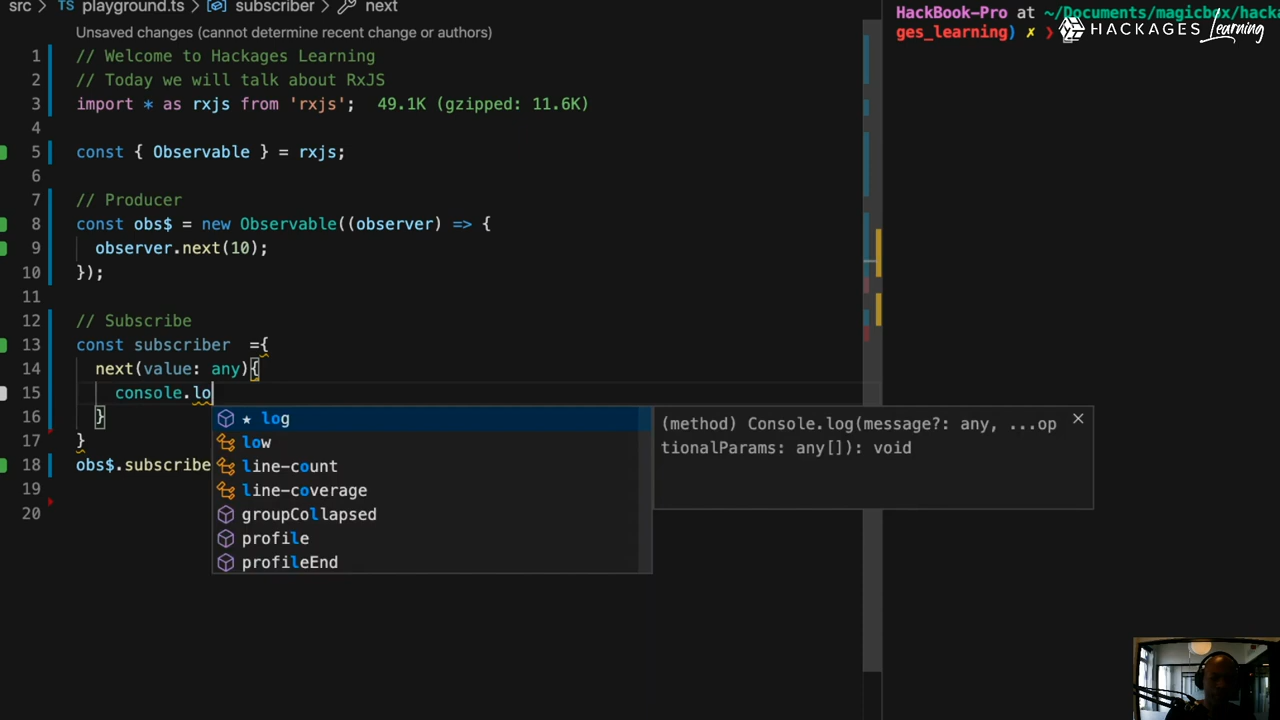 src > TS playground.ts > subscriber > next
Unsaved changes (cannot determine recent change or authors)
1 // Welcome to Hackages Learning
2 // Today we will talk about RxJS
3 import * as rxjs from 'rxjs'; 49.1K (gzipped: 11.6K)
4
5 const { Observable } = rxjs;
6
7 // Producer
8 const obs$ = new Observable((observer) => {
9 observer.next(10);
10 });
11
12 // Subscribe
13 const subscriber ={
14 next(value: any){
15 console.lo
16 }
17 }
18 obs$.subscribe
19
20
★ log
low
line-count
line-coverage
groupCollapsed
profile
profileEnd
(method) Console.log(message?: any, ...op
tionalParams: any[]): void
HackBook-Pro at ~/Documents/magicbox/hacka
ges_learning) ✗ ❯
HACKAGES Learning